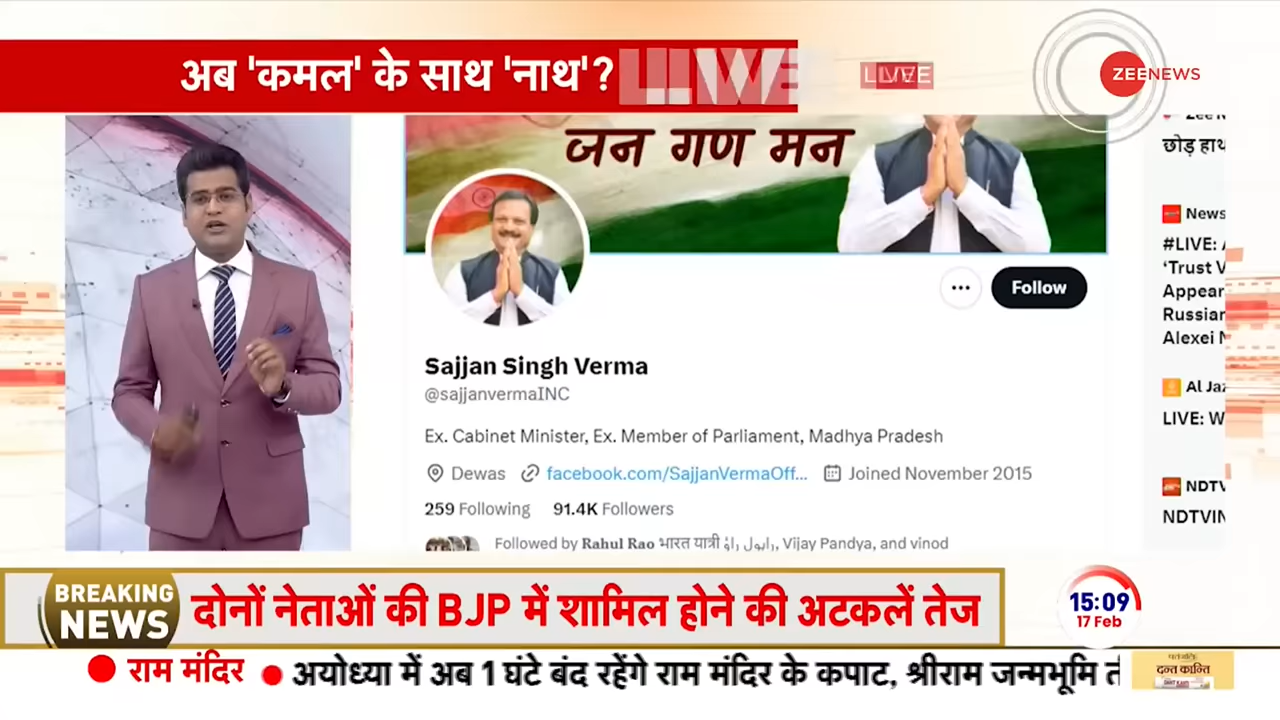 अब 'कमल' के साथ 'नाथ'?
LIVE
ZEENEWS
जन गण मन
छोड़ हाथ
Follow
News
#LIVE:
‘Trust V
Appear
Russian
Alexei N
Sajjan Singh Verma
@sajjanvermaINC
Ex. Cabinet Minister, Ex. Member of Parliament, Madhya Pradesh
Dewas facebook.com/SajjanVermaOff... Joined November 2015
259 Following 91.4K Followers
Followed by Rahul Rao भारत यात्री راہول راؤ, Vijay Pandya, and vinod
Al Jaz
LIVE: W
NDTV
NDTVIN
BREAKING
NEWS
दोनों नेताओं की BJP में शामिल होने की अटकलें तेज
15:09
17 Feb
राम मंदिर
अयोध्या में अब 1 घंटे बंद रहेंगे राम मंदिर के कपाट, श्रीराम जन्मभूमि
दन्त कान्ति